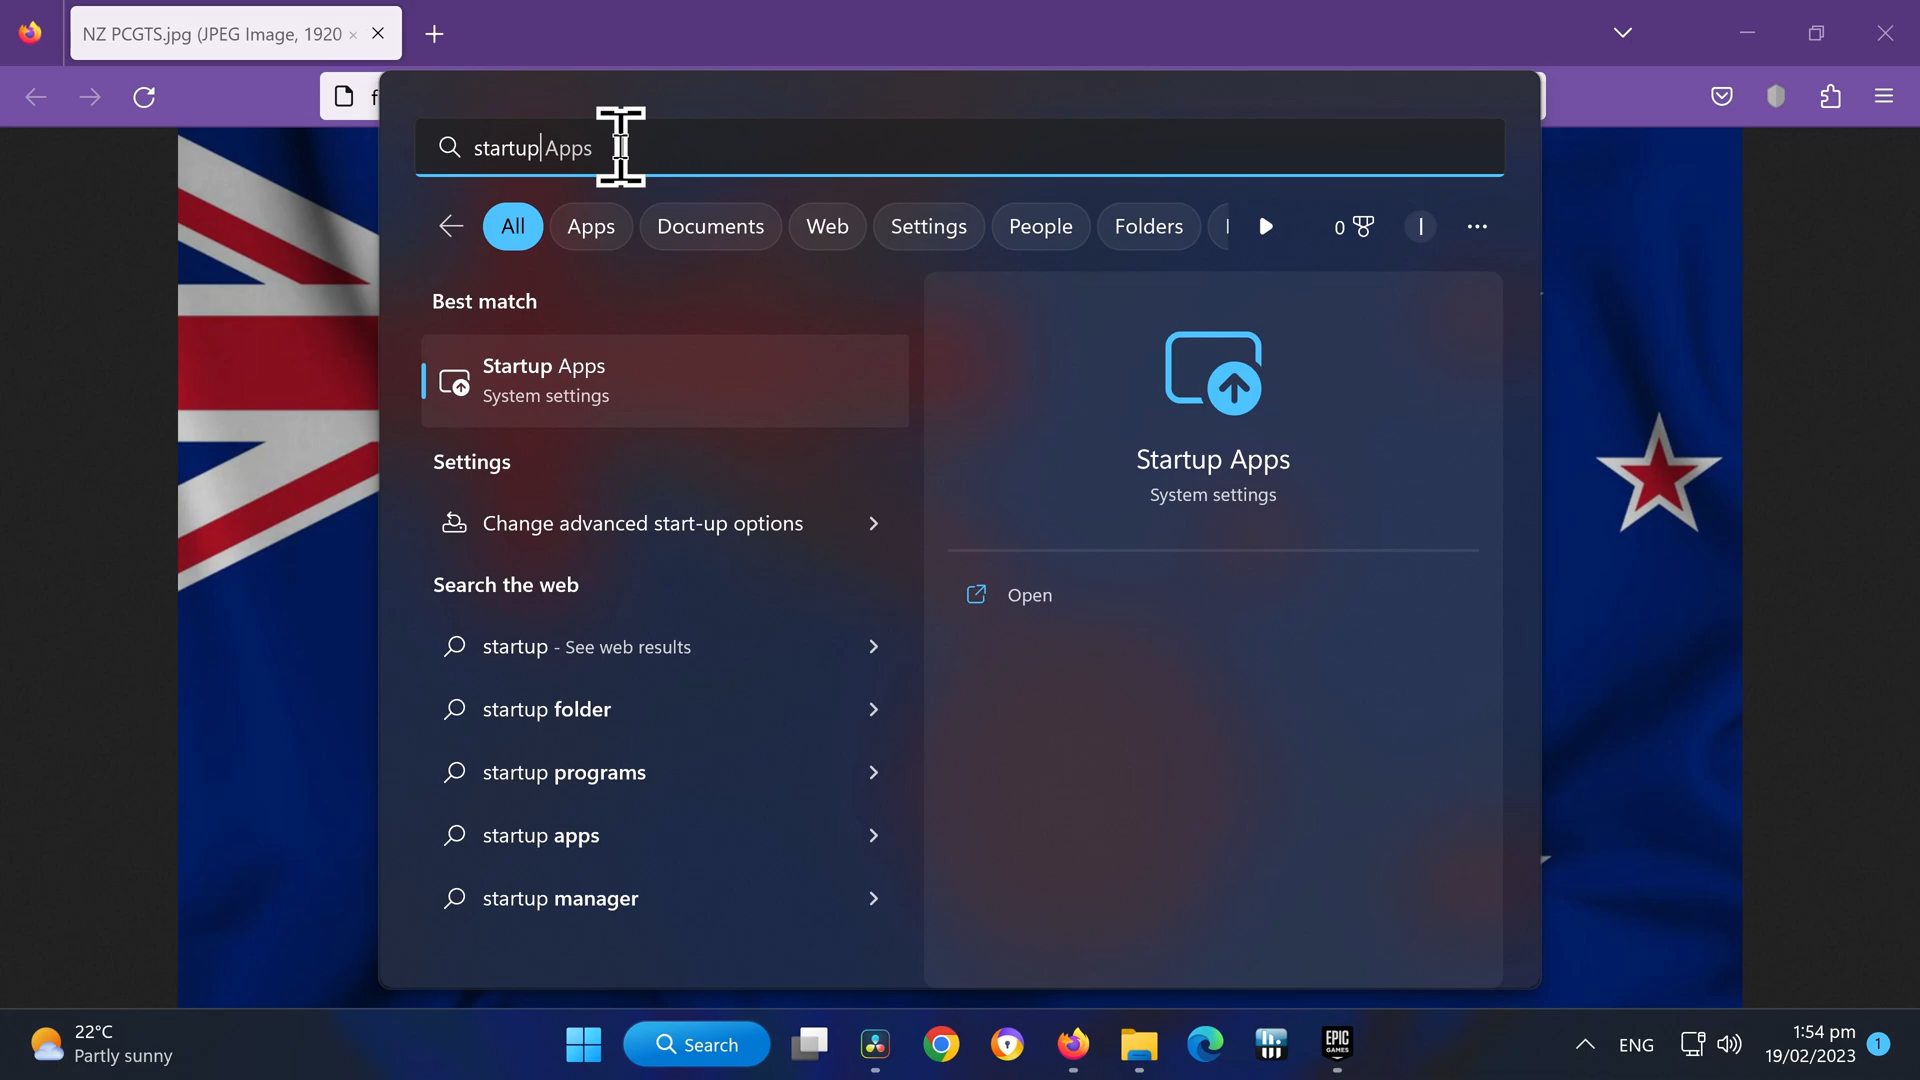 NZ PCGTS.jpg (JPEG Image, 1920
f
startup Apps
All
Apps
Documents
Web
Settings
People
Folders
0
Best match
Startup Apps
System settings
Settings
Change advanced start-up options
Search the web
startup - See web results
startup folder
startup programs
startup apps
startup manager
Startup Apps
System settings
Open
22°C
Partly sunny
Search
EPIC
GAMES
ENG
1:54 pm
19/02/2023
1